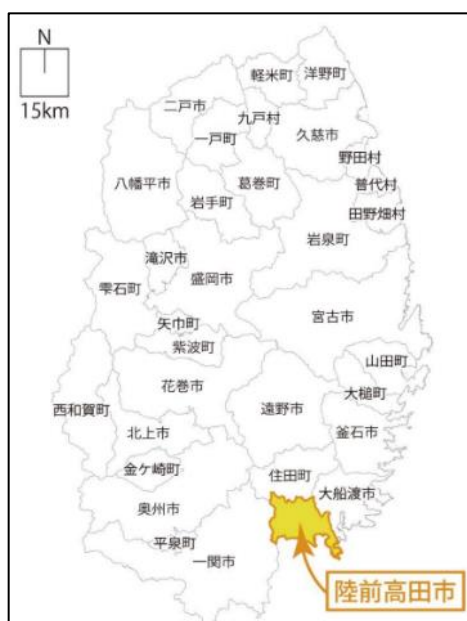 N
15km
軽米町
洋野町
二戸市
九戸村
一戸町
久慈市
野田村
普代村
八幡平市
葛巻町
岩手町
田野畑村
岩泉町
滝沢市
盛岡市
雫石町
宮古市
矢巾町
紫波町
山田町
花巻市
大槌町
西和賀町
遠野市
北上市
釜石市
金ケ崎町
住田町
大船渡市
奥州市
平泉町
一関市
陸前高田市